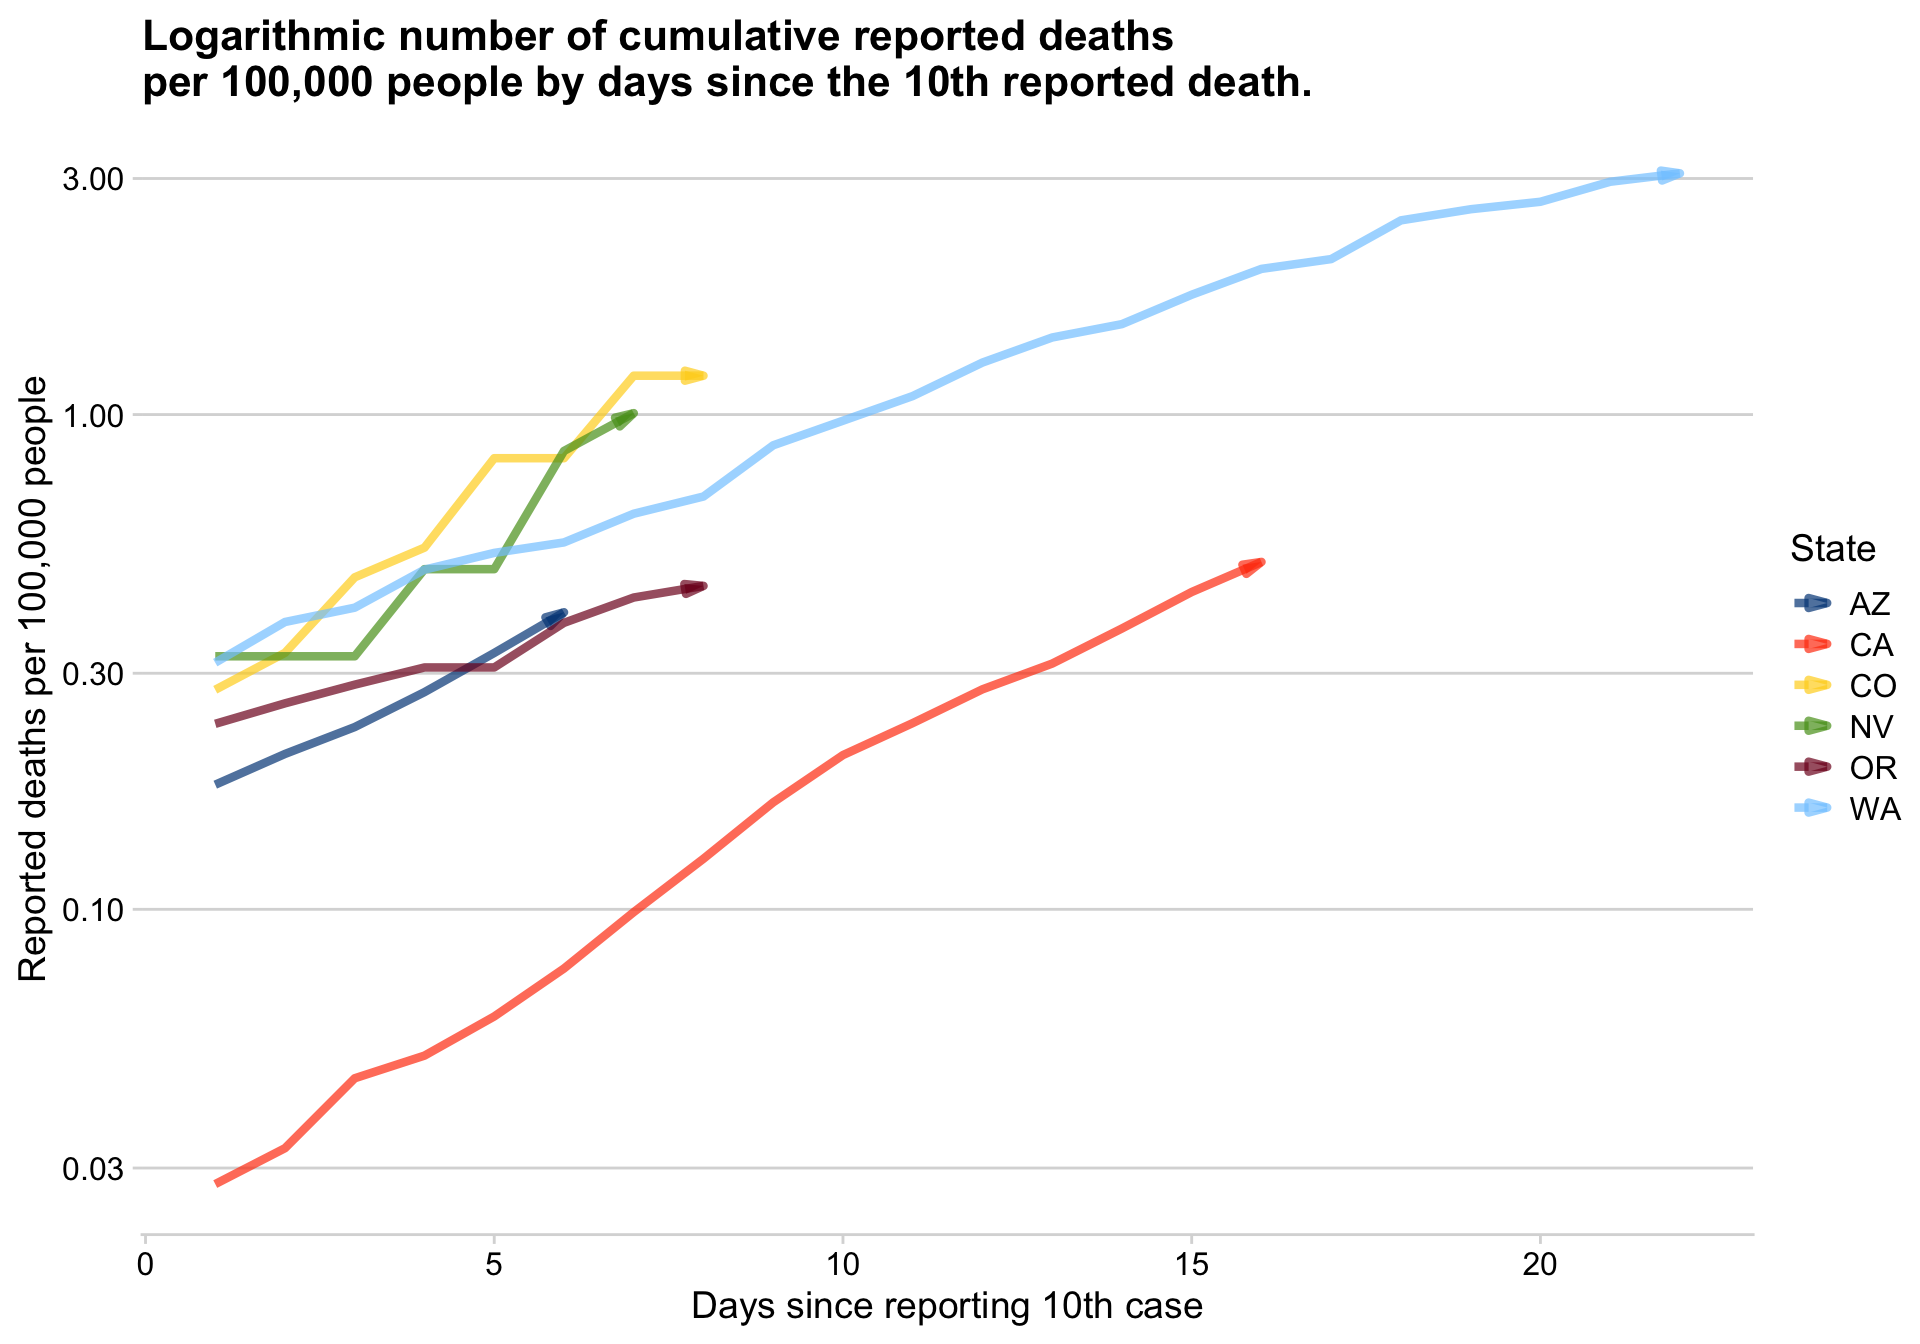 Logarithmic number of cumulative reported deaths
per 100,000 people by days since the 10th reported death.
Reported deaths per 100,000 people
3.00
1.00
0.30
0.10
0.03
0
5
10
15
20
Days since reporting 10th case
State
AZ
CA
CO
NV
OR
WA